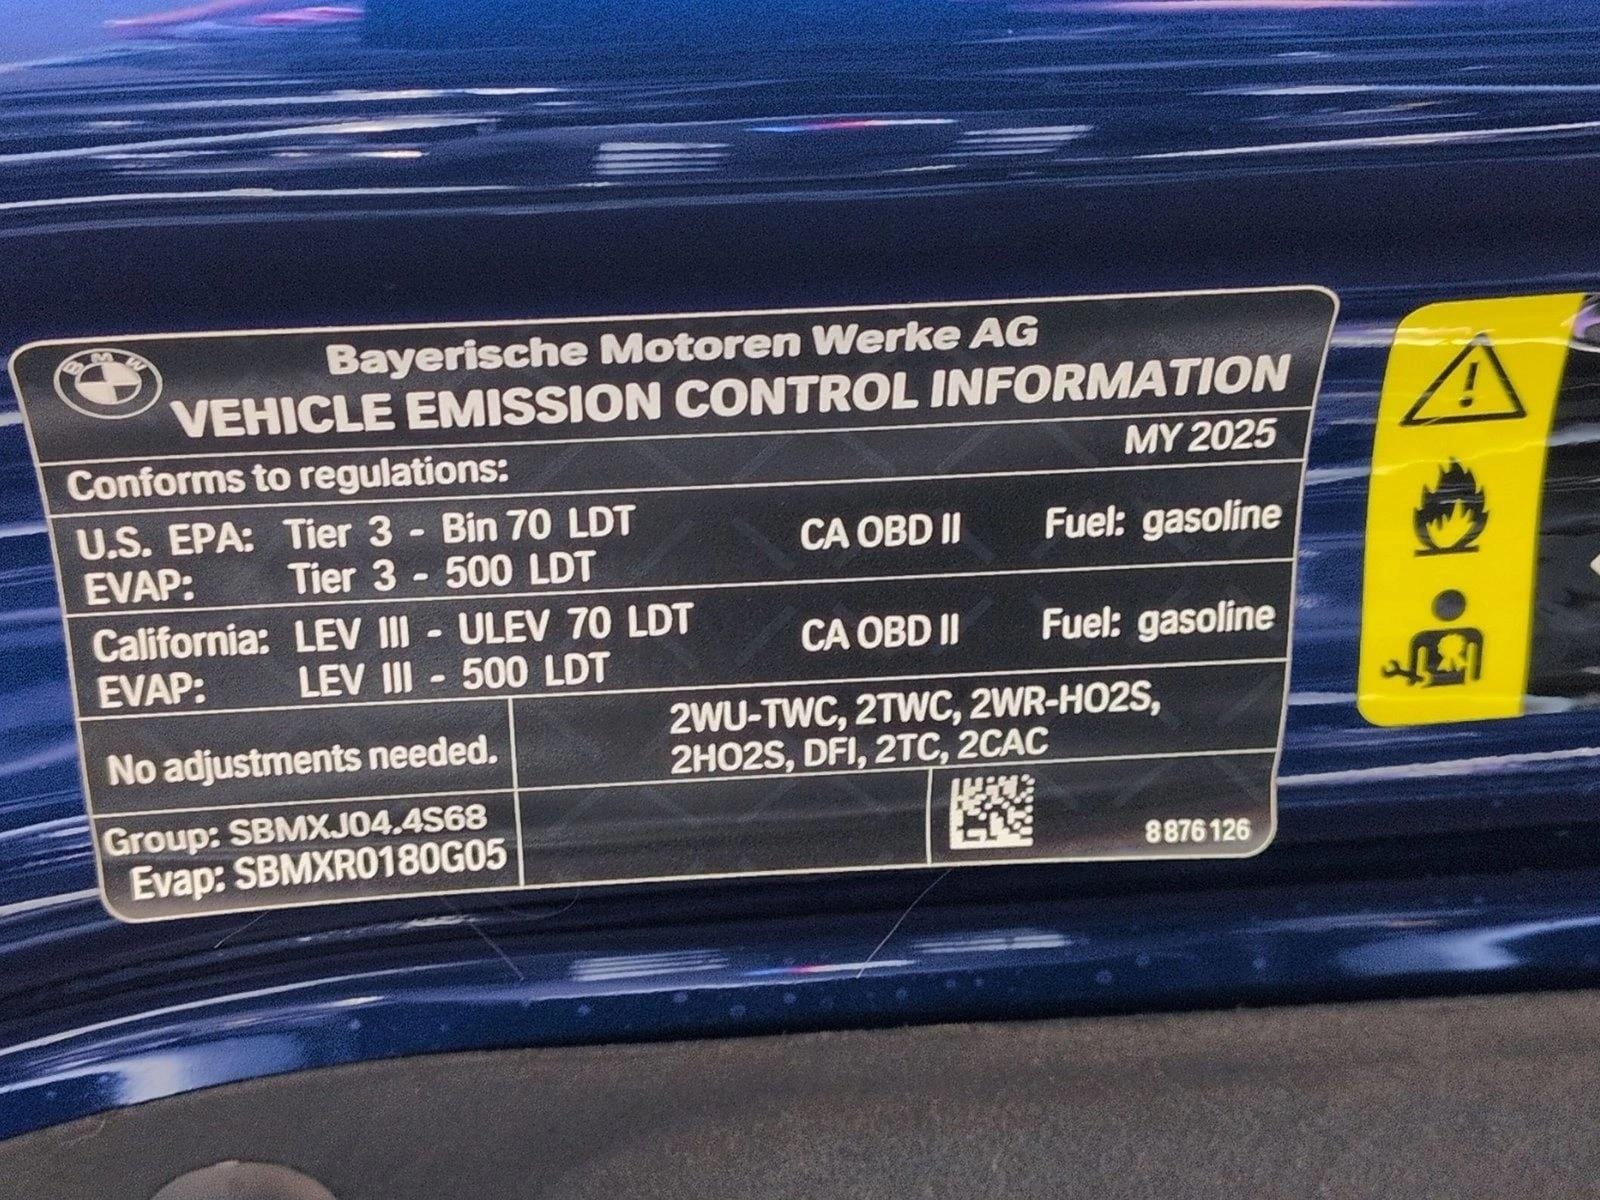 BMW
Bayerische Motoren Werke AG
VEHICLE EMISSION CONTROL INFORMATION
Conforms to regulations: MY 2025
U.S. EPA: Tier 3 - Bin 70 LDT CA OBD II Fuel: gasoline
EVAP: Tier 3 - 500 LDT
California: LEV III - ULEV 70 LDT CA OBD II Fuel: gasoline
EVAP: LEV III - 500 LDT
No adjustments needed.
2WU-TWC, 2TWC, 2WR-HO2S,
2HO2S, DFI, 2TC, 2CAC
Group: SBMXJ04.4S68
Evap: SBMXR0180G05
8 876 126